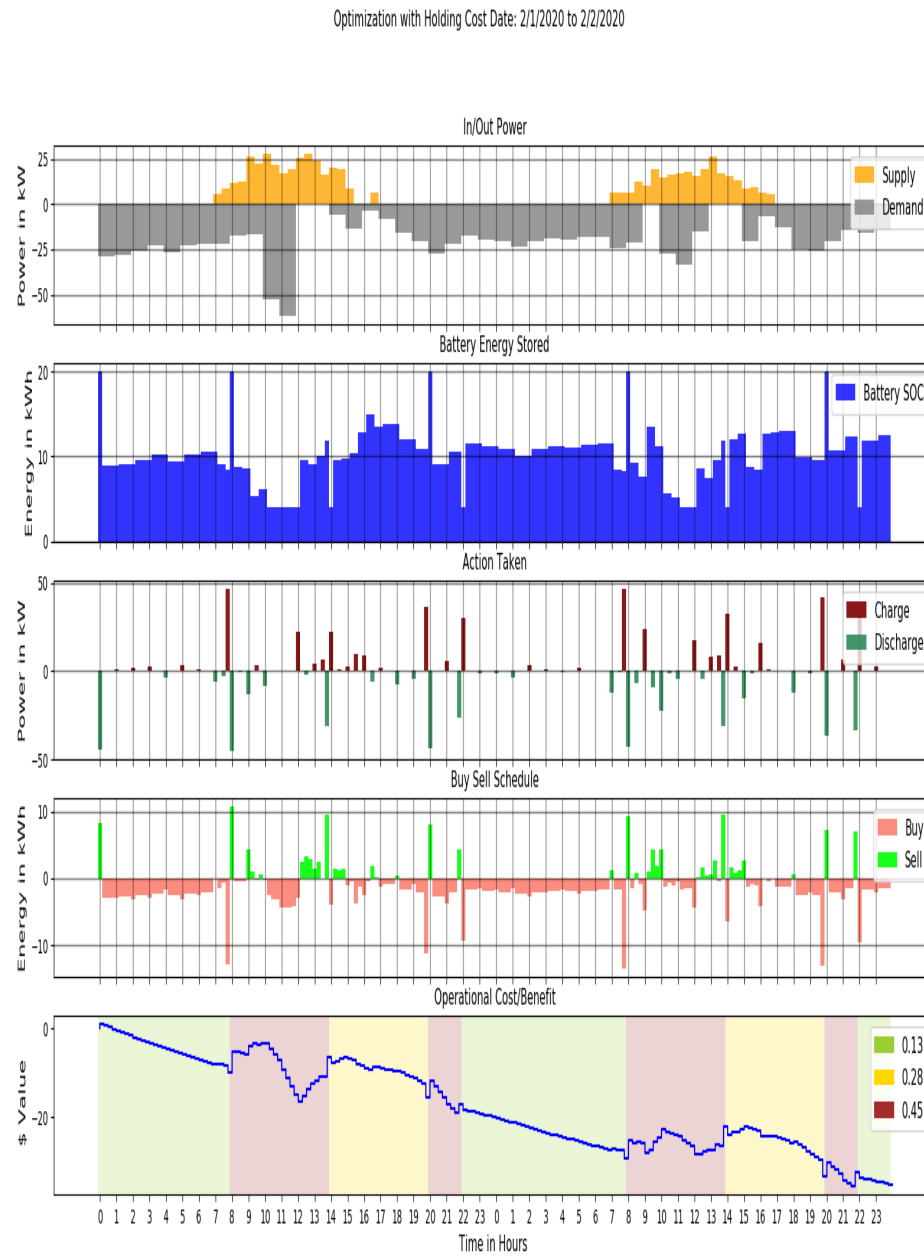 Optimization with Holding Cost Date: 2/1/2020 to 2/2/2020
In/Out Power
Power in kW
25
0
−25
−50
Supply
Demand
Battery Energy Stored
Energy in kWh
20
10
0
Battery SOC
Action Taken
Power in kW
50
0
−50
Charge
Discharge
Buy Sell Schedule
Energy in kWh
10
0
−10
Buy
Sell
Operational Cost/Benefit
$ Value
0
−20
0.13
0.28
0.45
0 1 2 3 4 5 6 7 8 9 10 11 12 13 14 15 16 17 18 19 20 21 22 23 0 1 2 3 4 5 6 7 8 9 10 11 12 13 14 15 16 17 18 19 20 21 22 23
Time in Hours